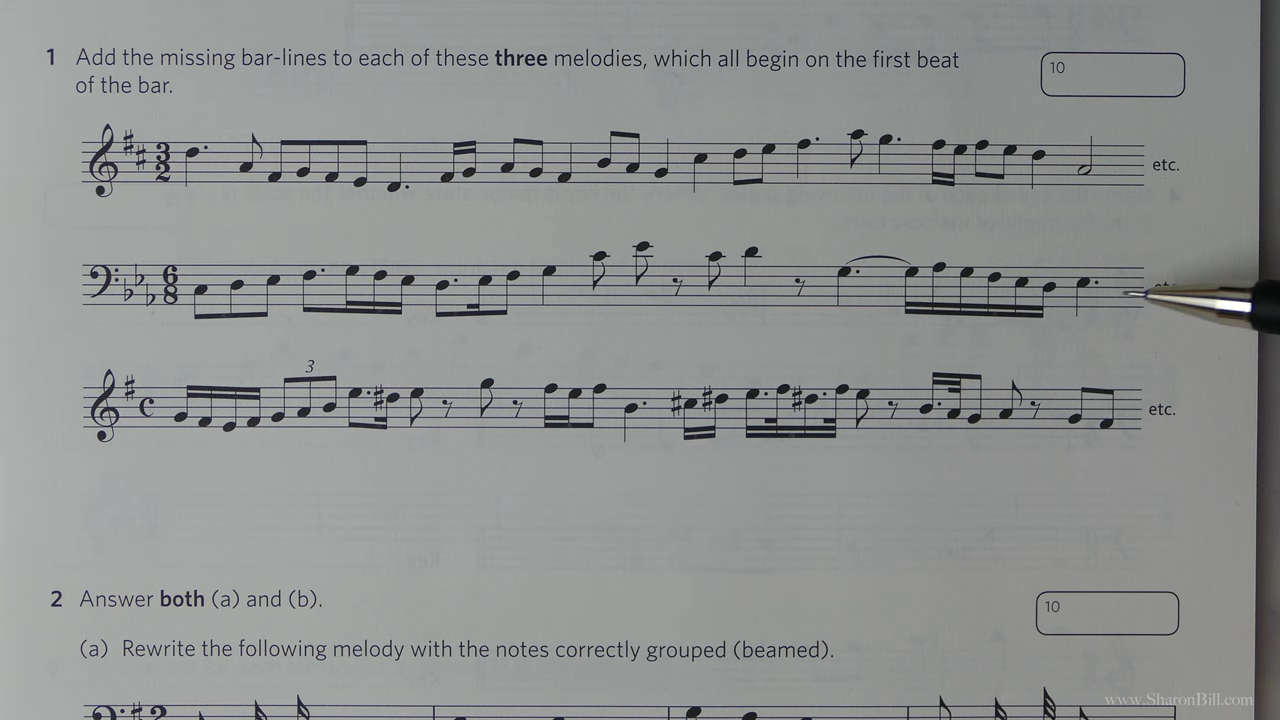 1 Add the missing bar-lines to each of these three melodies, which all begin on the first beat
of the bar.
10
3
2
etc.
6
8
3
etc.
2 Answer both (a) and (b).
10
(a) Rewrite the following melody with the notes correctly grouped (beamed).
2
www.SharonBill.com